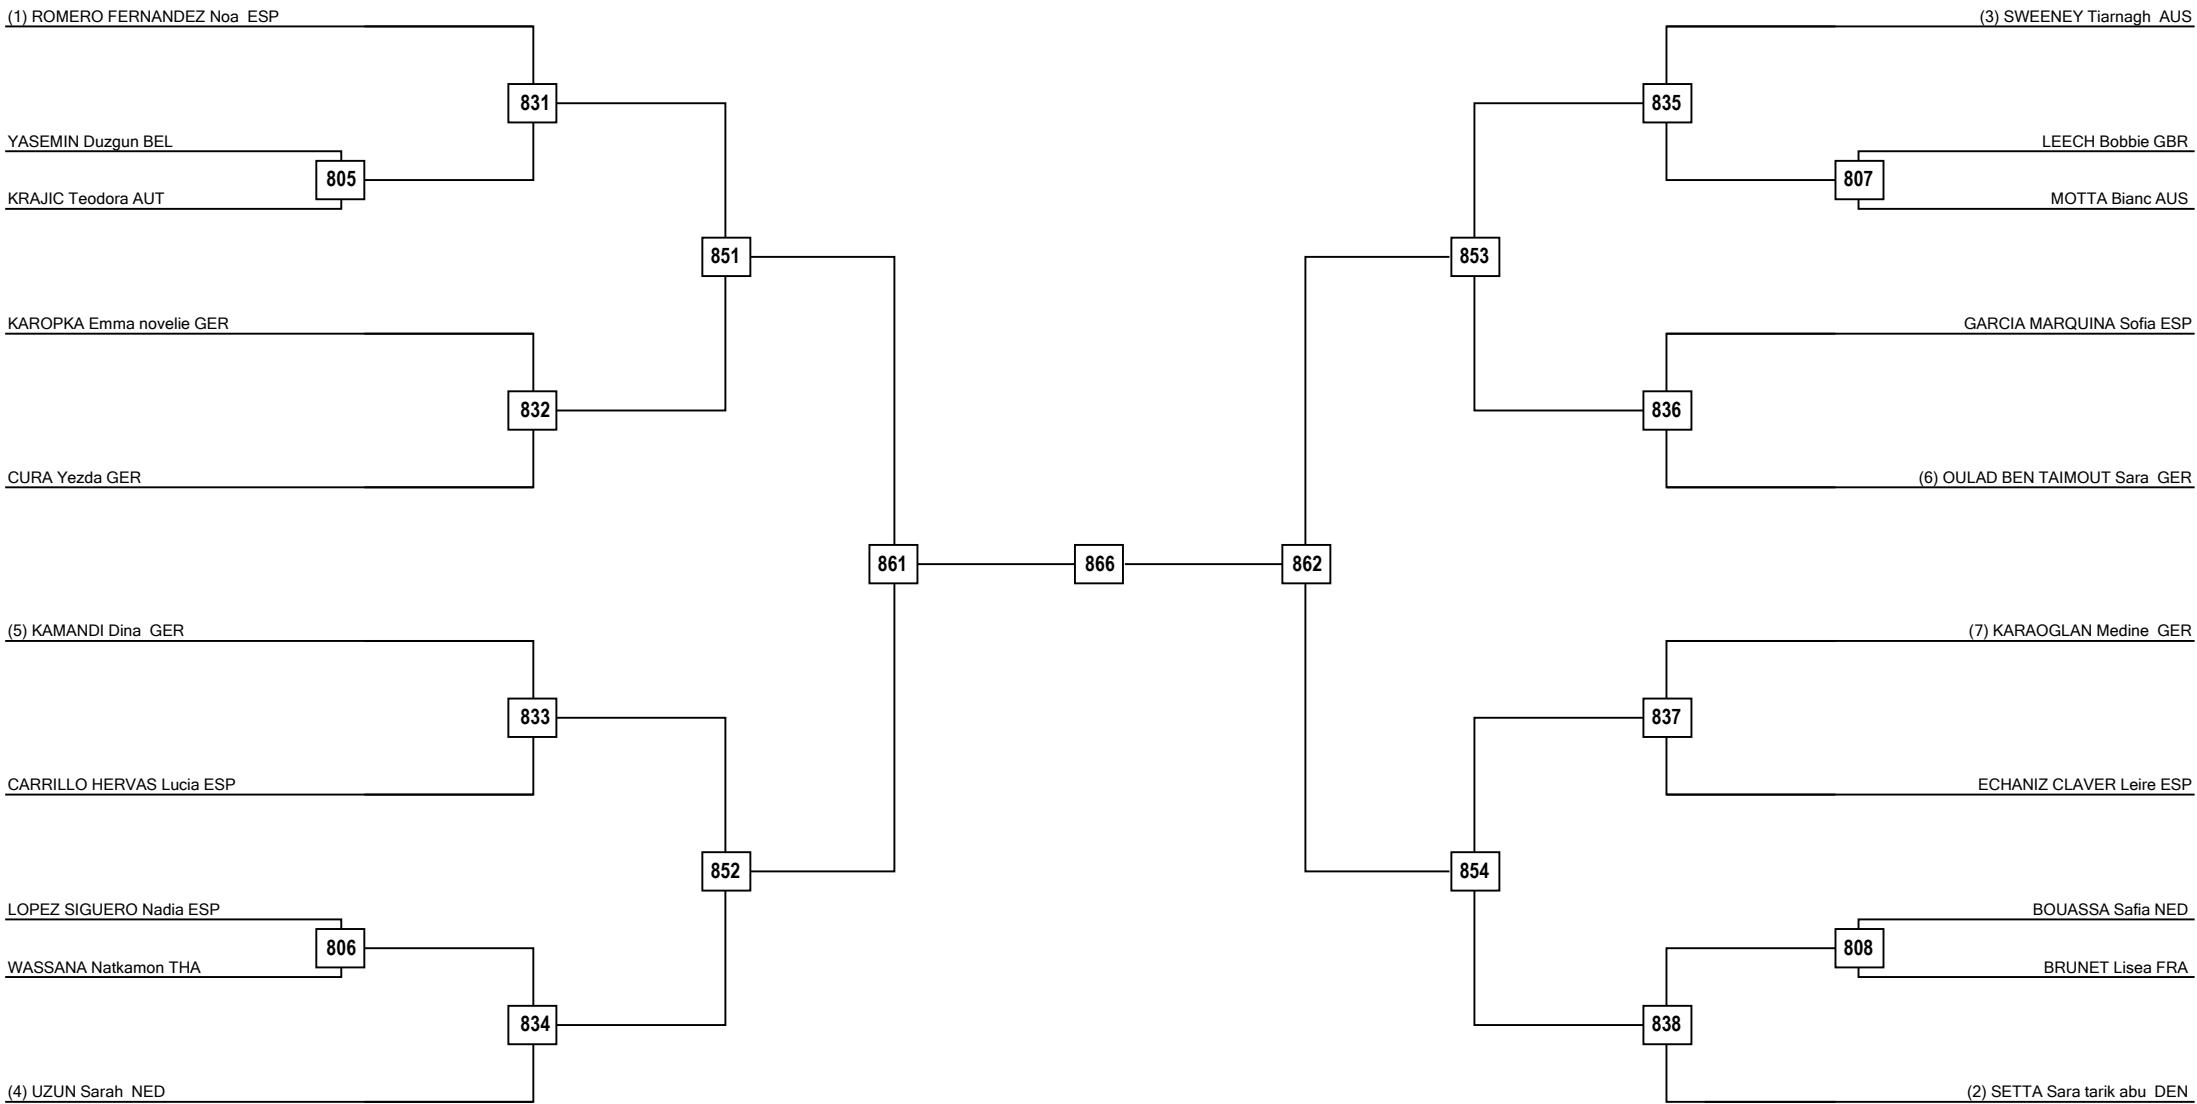 (1) ROMERO FERNANDEZ Noa  ESP
831
YASEMIN Duzgun BEL
805
KRAJIC Teodora AUT
851
KAROPKA Emma novelie GER
832
CURA Yezda GER
861
(5) KAMANDI Dina  GER
833
CARRILLO HERVAS Lucia ESP
852
LOPEZ SIGUERO Nadia ESP
806
WASSANA Natkamon THA
834
(4) UZUN Sarah  NED
866
(3) SWEENEY Tiarnagh  AUS
835
LEECH Bobbie GBR
807
MOTTA Bianc AUS
853
GARCIA MARQUINA Sofia ESP
836
(6) OULAD BEN TAIMOUT Sara  GER
862
(7) KARAOGLAN Medine  GER
837
ECHANIZ CLAVER Leire ESP
854
BOUASSA Safia NED
808
BRUNET Lisea FRA
838
(2) SETTA Sara tarik abu  DEN